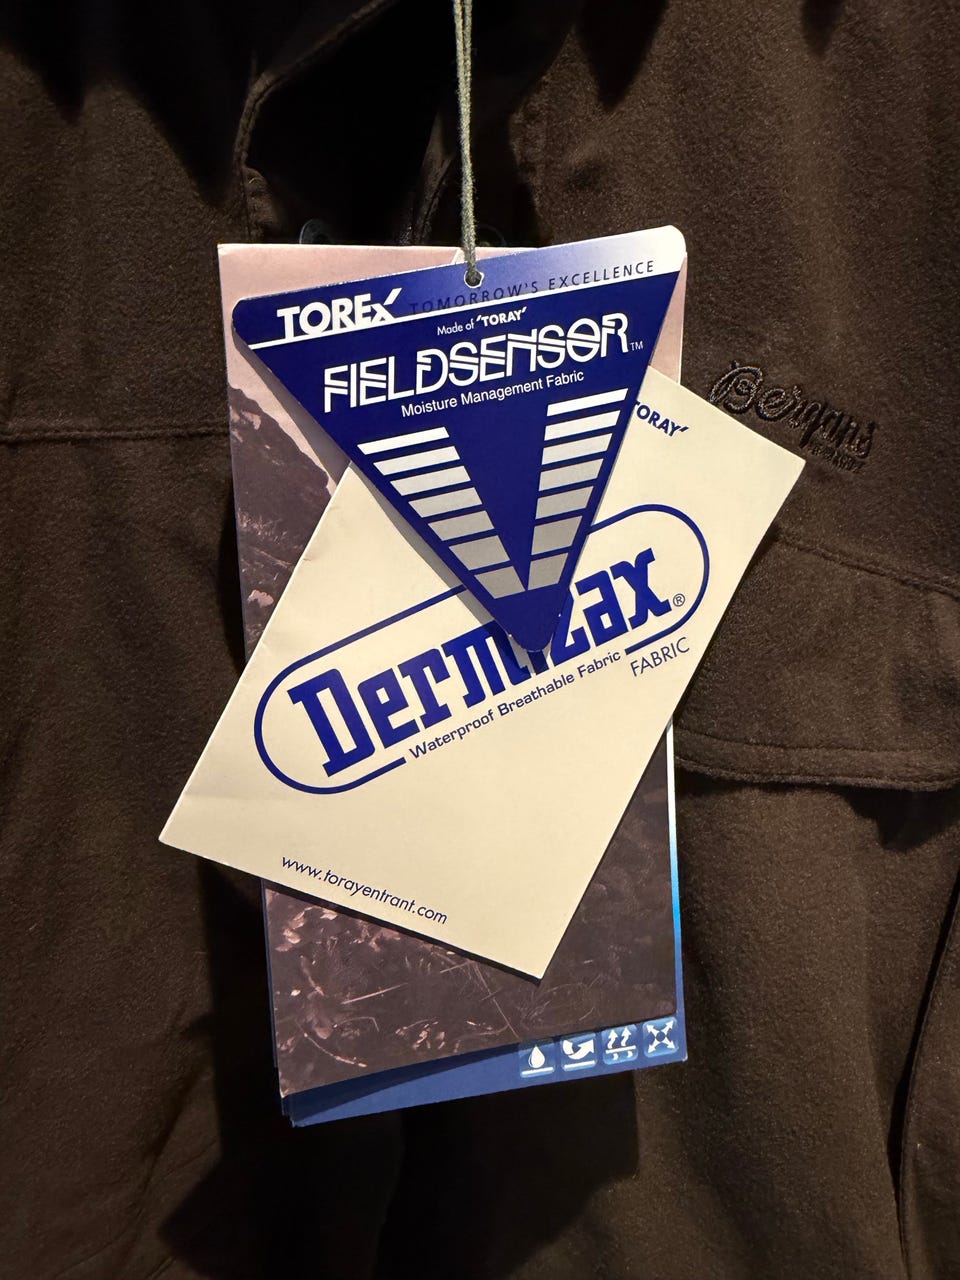 TOREX TOMORROW'S EXCELLENCE
Made of "TORAY"
FIELDSENSOR™
Moisture Management Fabric
"TORAY"
Dermizax®
Waterproof Breathable Fabric
FABRIC
www.torayentrant.com
Bergans